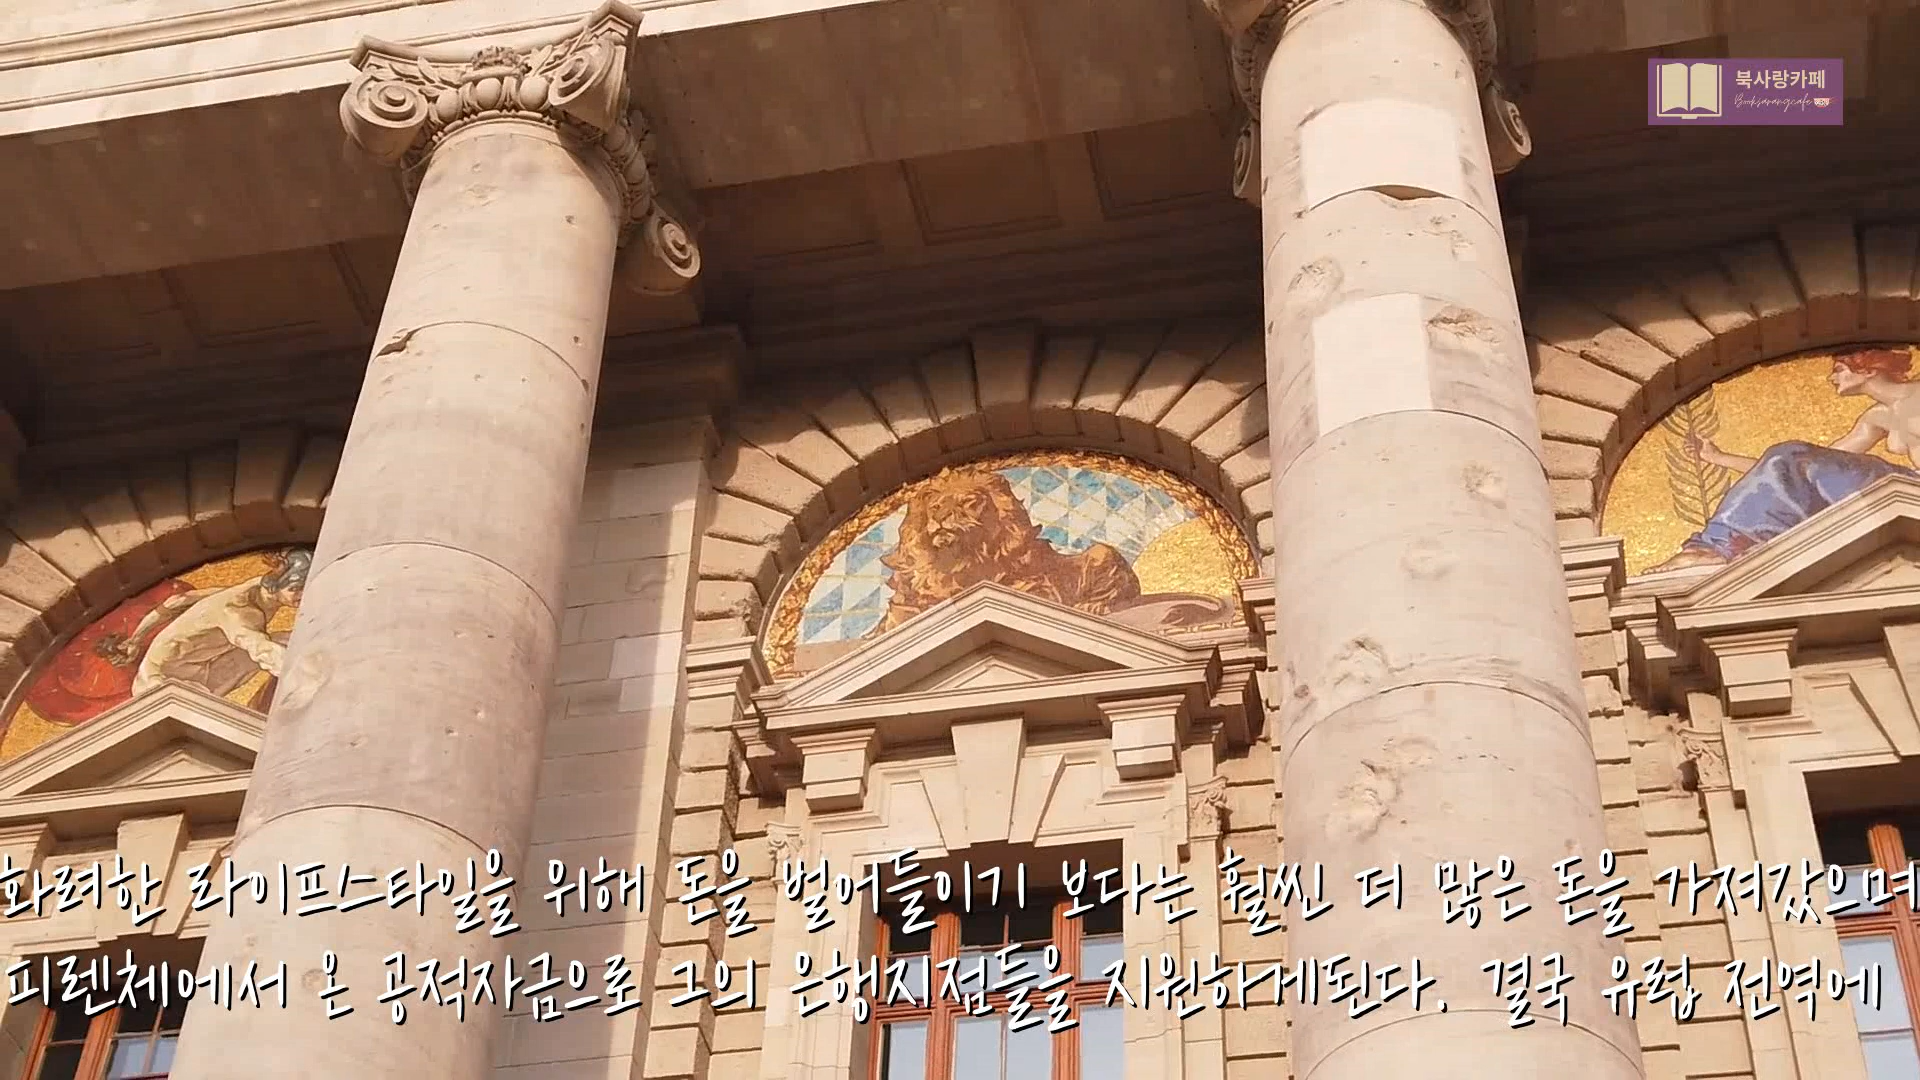 북사랑카페
Booksarangcafe
화려한 라이프스타일을 위해 돈을 벌어들이기 보다는 훨씬 더 많은 돈을 가져갔으며
피렌체에서 온 공적자금으로 그의 은행지점들을 지원하게된다. 결국 유럽 전역에